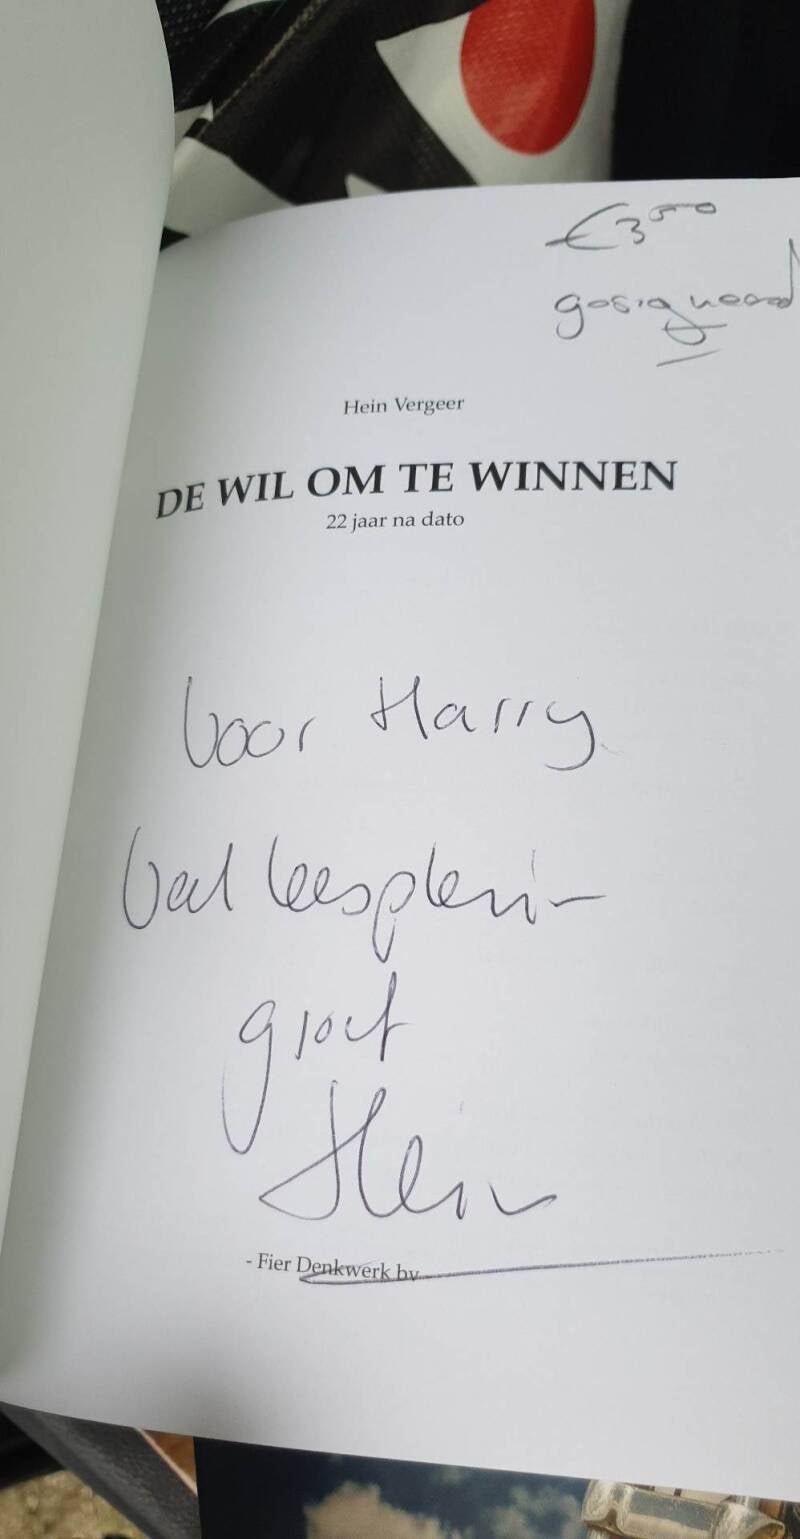 € 3⁵⁰
gesigneerd
Hein Vergeer
DE WIL OM TE WINNEN
22 jaar na dato
Voor Harry
Veel leesplezier
groet
Hein
- Fier Denkwerk bv